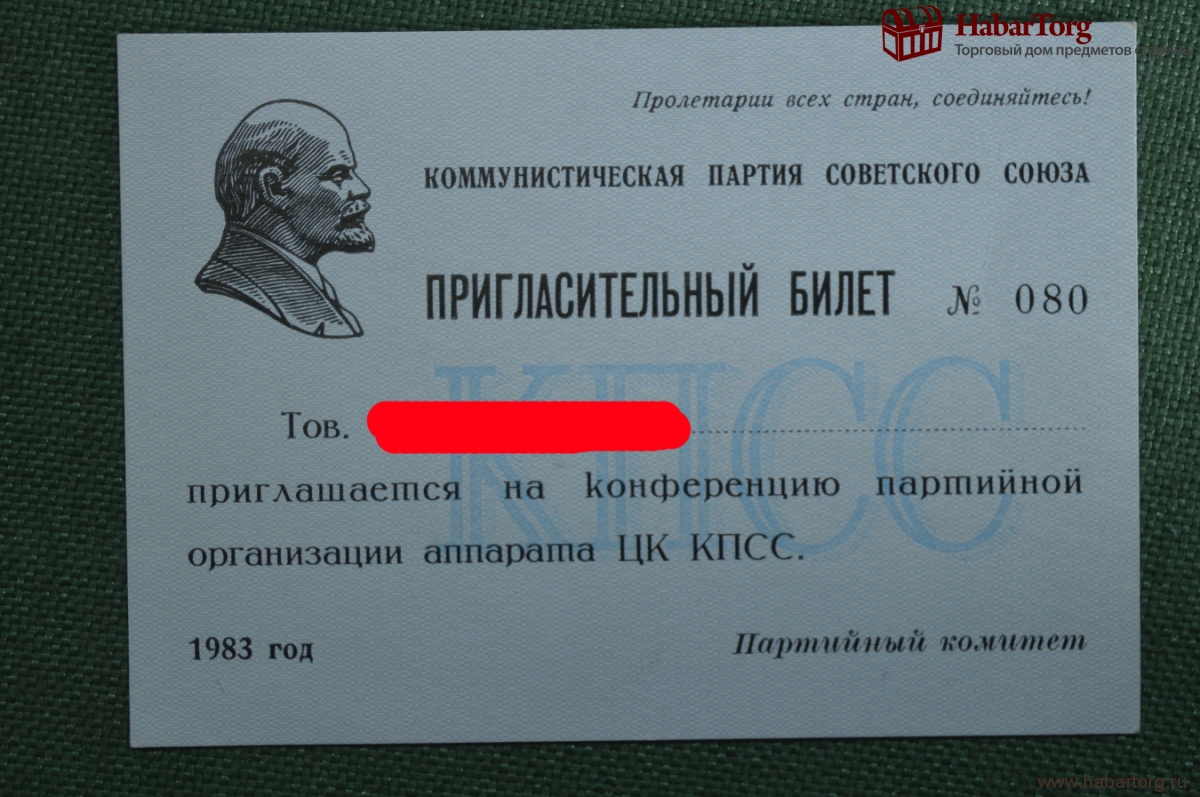 HabarTorg
Торговый дом предметов
Пролетарии всех стран, соединяйтесь!
КОММУНИСТИЧЕСКАЯ ПАРТИЯ СОВЕТСКОГО СОЮЗА
ПРИГЛАСИТЕЛЬНЫЙ БИЛЕТ № 080
КПСС
Тов.
приглашается на конференцию партийной
организации аппарата ЦК КПСС.
1983 год Партийный комитет
www.habartorg.ru